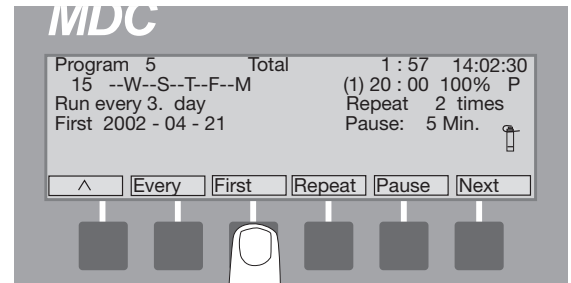 MDC
Program 5 Total 1 : 57 14:02:30
15 --W--S--T--F--M (1) 20 : 00 100% P
Run every 3. day Repeat 2 times
First 2002 - 04 - 21 Pause: 5 Min.
^ Every First Repeat Pause Next